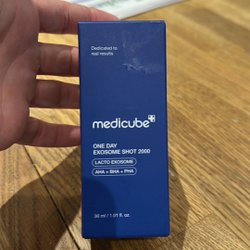 Dedicated to
real results.
medicube
ONE DAY
EXOSOME SHOT 2000
LACTO EXOSOME
AHA + BHA + PHA
30 ml / 1.01 fl. oz.